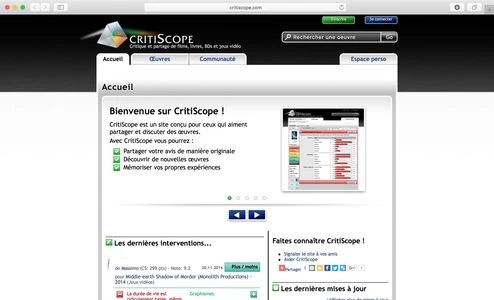 critiscope.com
S'inscrire
Se connecter
CRITISCOPE
Critique et partage de films, livres, BDs et jeux vidéo
Rechercher une oeuvre
Go
Accueil
Œuvres
Communauté
Espace perso
Accueil
Bienvenue sur CritiScope !
CritiScope est un site conçu pour ceux qui aiment
partager et discuter des œuvres.
Avec CritiScope vous pourrez :
Partager votre avis de manière originale
Découvrir de nouvelles œuvres
Mémoriser vos propres expériences
Les dernières interventions...
de Massimo (CS: 299 pts) - Note: 9.2
30.11.2014
Plus / moins
pour Middle-earth Shadow of Mordor (Monolith Productions) -
2014 (Jeux vidéos)
La durée de vie est
Graphismes
Faites connaître CritiScope !
Signaler le site à vos amis
Aider CritiScope
Partager
Les dernières mises à jour